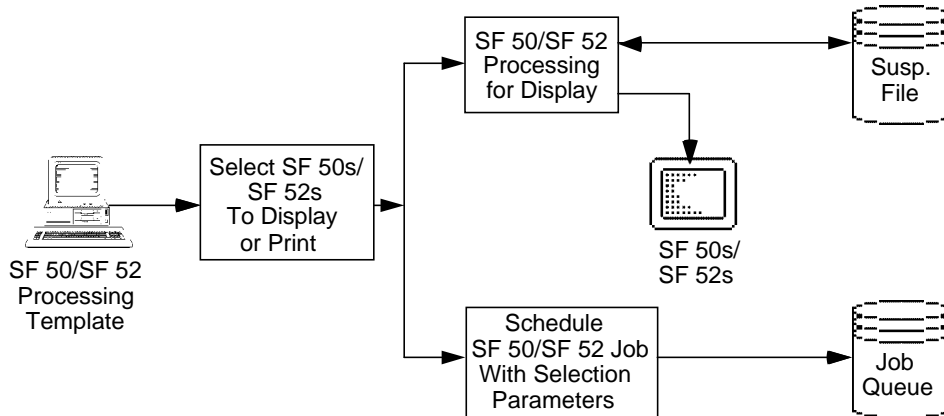 SF 50/SF 52
Processing
for Display
Susp.
File
Select SF 50s/
SF 52s
To Display
or Print
SF 50/SF 52
Processing
Template
SF 50s/
SF 52s
Schedule
SF 50/SF 52 Job
With Selection
Parameters
Job
Queue